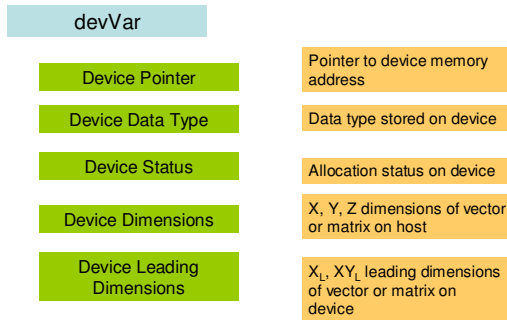 devVar
Device Pointer
Pointer to device memory
address
Device Data Type
Data type stored on device
Device Status
Allocation status on device
Device Dimensions
X, Y, Z dimensions of vector
or matrix on host
Device Leading
Dimensions
X_L, XY_L leading dimensions
of vector or matrix on
device